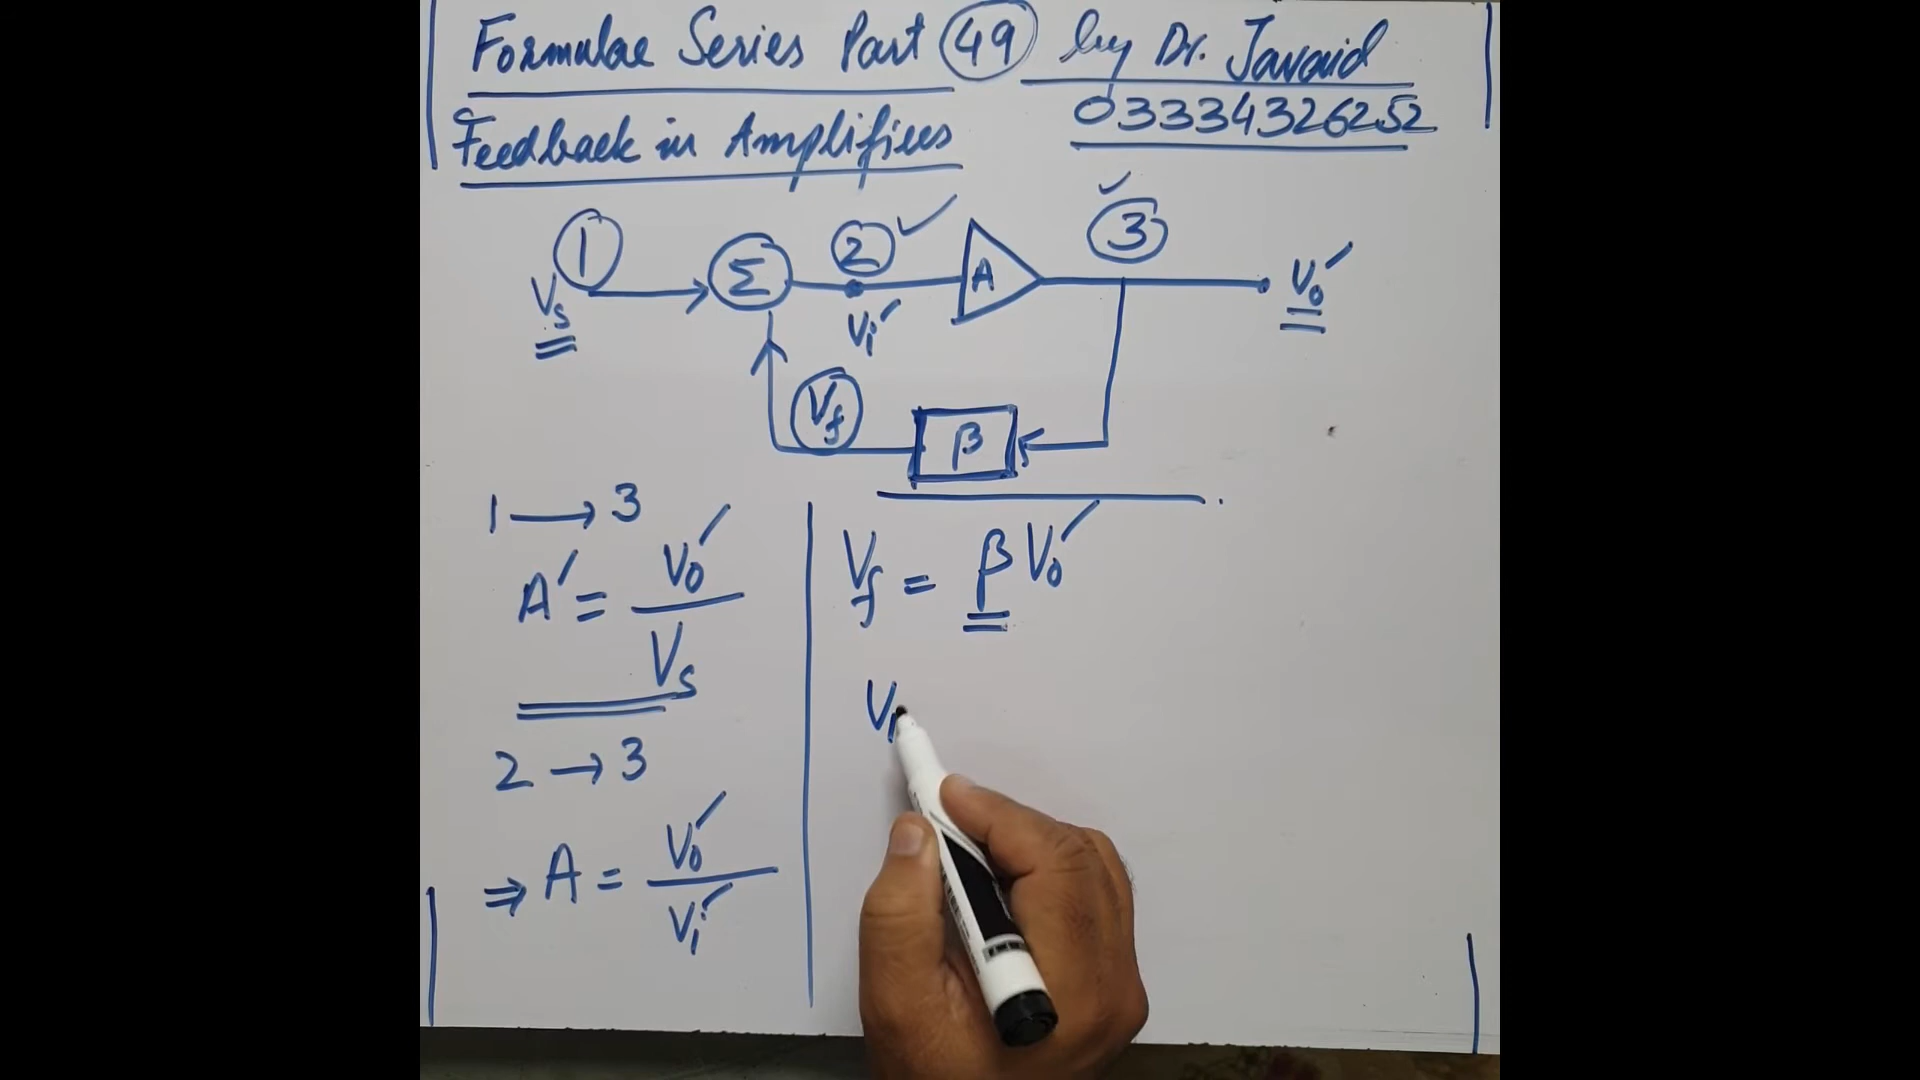 Formulae Series Part 49 by Dr. Javaid
03334326252
Feedback in Amplifiers
1
2
3
Vs
Σ
Vi′
A
Vo′
Vf
β
1 → 3
A′ = Vo′ / Vs
2 → 3
⇒ A = Vo′ / Vi′
Vf = β Vo′
Vi